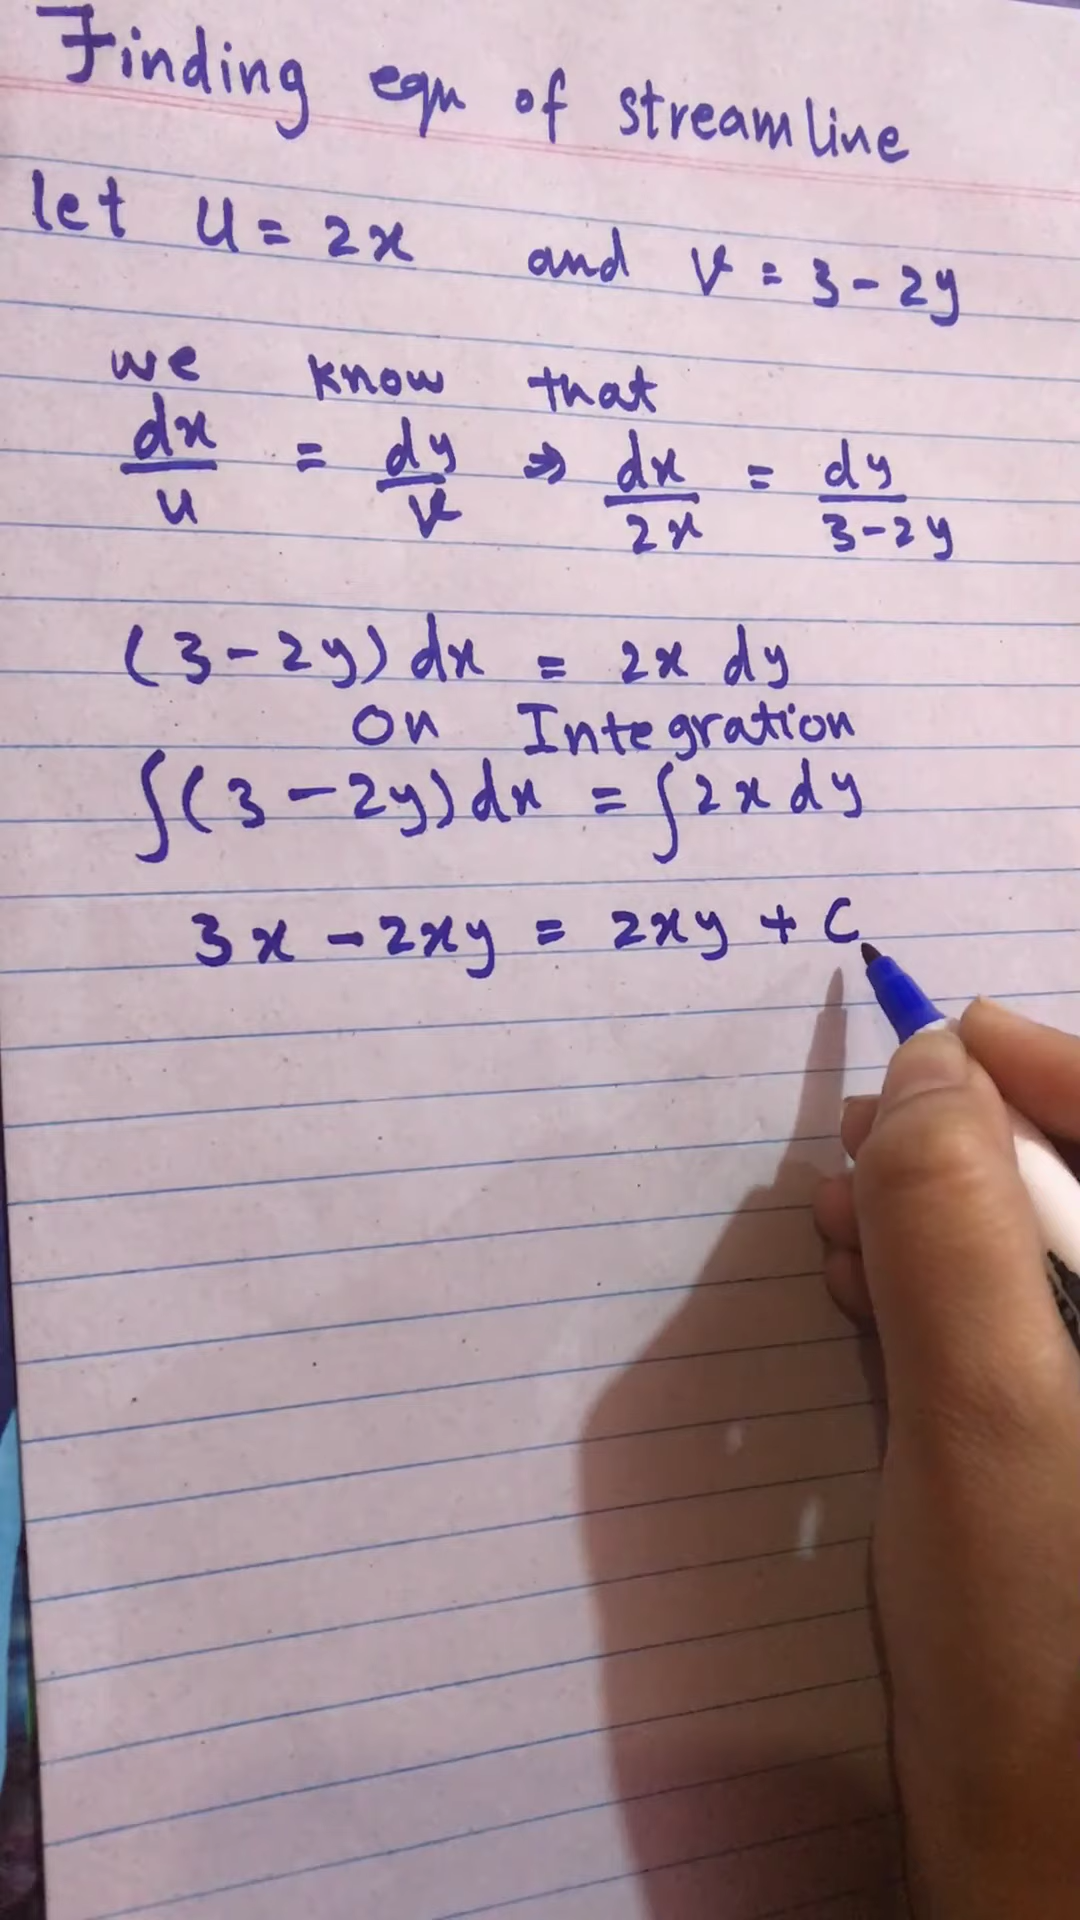 Finding eqn of streamline
let u = 2x and v = 3-2y
we know that
dx/u = dy/v ⇒ dx/2x = dy/3-2y
(3-2y)dx = 2x dy
On Integration
∫(3-2y)dx = ∫2x dy
3x - 2xy = 2xy + C